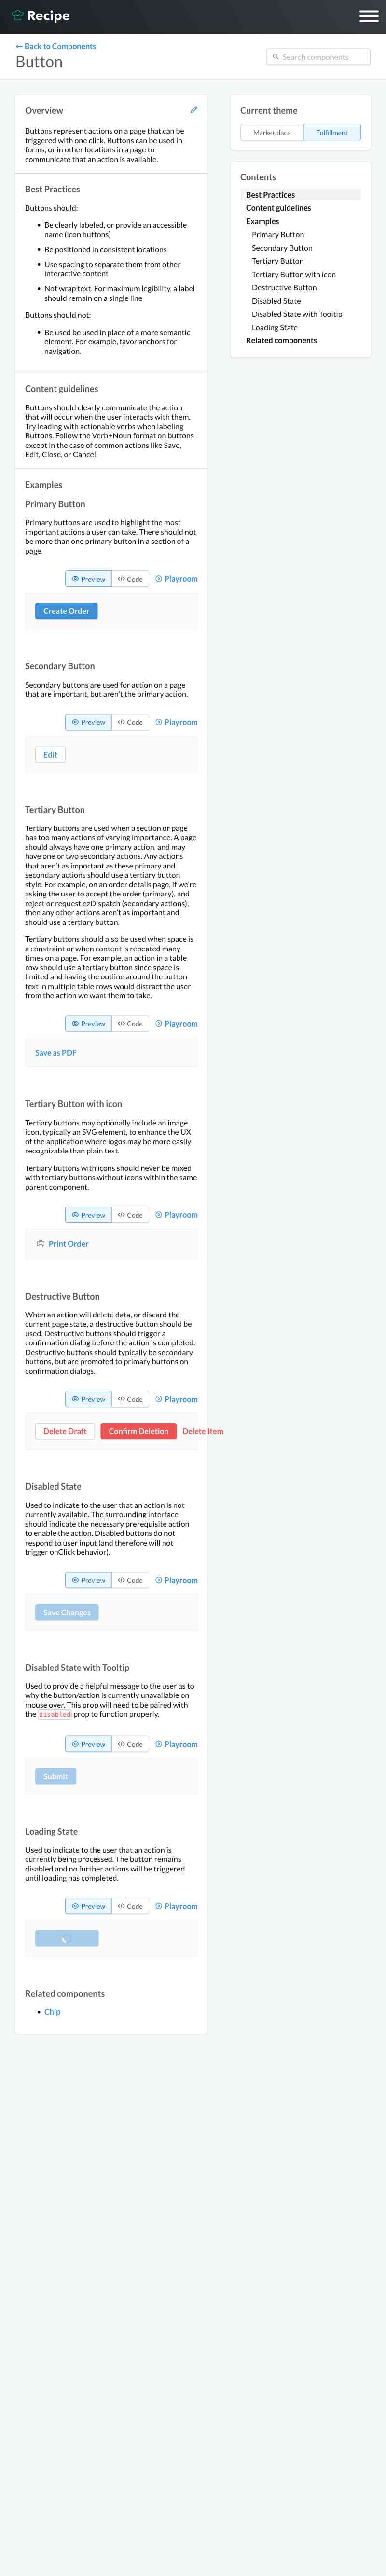 Recipe
← Back to Components
Button
Search components
Overview
Buttons represent actions on a page that can be
triggered with one click. Buttons can be used in
forms, or in other locations in a page to
communicate that an action is available.
Best Practices
Buttons should:
Be clearly labeled, or provide an accessible
name (icon buttons)
Be positioned in consistent locations
Use spacing to separate them from other
interactive content
Not wrap text. For maximum legibility, a label
should remain on a single line
Buttons should not:
Be used be used in place of a more semantic
element. For example, favor anchors for
navigation.
Content guidelines
Buttons should clearly communicate the action
that will occur when the user interacts with them.
Try leading with actionable verbs when labeling
Buttons. Follow the Verb+Noun format on buttons
except in the case of common actions like Save,
Edit, Close, or Cancel.
Examples
Primary Button
Primary buttons are used to highlight the most
important actions a user can take. There should not
be more than one primary button in a section of a
page.
Preview
Code
Playroom
Create Order
Secondary Button
Secondary buttons are used for action on a page
that are important, but aren't the primary action.
Preview
Code
Playroom
Edit
Tertiary Button
Tertiary buttons are used when a section or page
has too many actions of varying importance. A page
should always have one primary action, and may
have one or two secondary actions. Any actions
that aren't as important as these primary and
secondary actions should use a tertiary button
style. For example, on an order details page, if we're
asking the user to accept the order (primary), and
reject or request ezDispatch (secondary actions),
then any other actions aren't as important and
should use a tertiary button.
Tertiary buttons should also be used when space is
a constraint or when content is repeated many
times on a page. For example, an action in a table
row should use a tertiary button since space is
limited and having the outline around the button
text in multiple table rows would distract the user
from the action we want them to take.
Preview
Code
Playroom
Save as PDF
Tertiary Button with icon
Tertiary buttons may optionally include an image
icon, typically an SVG element, to enhance the UX
of the application where logos may be more easily
recognizable than plain text.
Tertiary buttons with icons should never be mixed
with tertiary buttons without icons within the same
parent component.
Preview
Code
Playroom
Print Order
Destructive Button
When an action will delete data, or discard the
current page state, a destructive button should be
used. Destructive buttons should trigger a
confirmation dialog before the action is completed.
Destructive buttons should typically be secondary
buttons, but are promoted to primary buttons on
confirmation dialogs.
Preview
Code
Playroom
Delete Draft
Confirm Deletion
Delete Item
Disabled State
Used to indicate to the user that an action is not
currently available. The surrounding interface
should indicate the necessary prerequisite action
to enable the action. Disabled buttons do not
respond to user input (and therefore will not
trigger onClick behavior).
Preview
Code
Playroom
Save Changes
Disabled State with Tooltip
Used to provide a helpful message to the user as to
why the button/action is currently unavailable on
mouse over. This prop will need to be paired with
the disabled prop to function properly.
Preview
Code
Playroom
Submit
Loading State
Used to indicate to the user that an action is
currently being processed. The button remains
disabled and no further actions will be triggered
until loading has completed.
Preview
Code
Playroom
Related components
Chip
Current theme
Marketplace
Fulfillment
Contents
Best Practices
Content guidelines
Examples
Primary Button
Secondary Button
Tertiary Button
Tertiary Button with icon
Destructive Button
Disabled State
Disabled State with Tooltip
Loading State
Related components